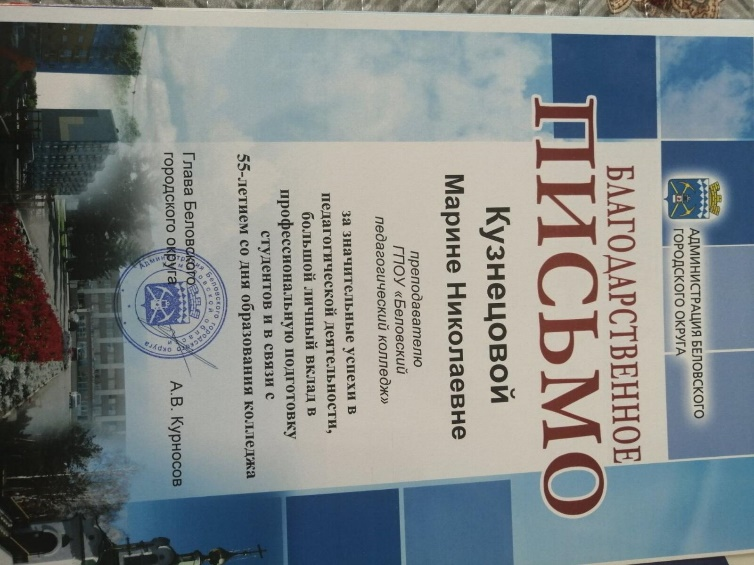 АДМИНИСТРАЦИЯ БЕЛОВСКОГО
ГОРОДСКОГО ОКРУГА
БЛАГОДАРСТВЕННОЕ
ПИСЬМО
Кузнецовой
Марине Николаевне
преподавателю
ГПОУ «Беловский
педагогический колледж»
за значительные успехи в
педагогической деятельности,
большой личный вклад в
профессиональную подготовку
студентов и в связи с
55-летием со дня образования колледжа
Глава Беловского
городского округа
А.В. Курносов